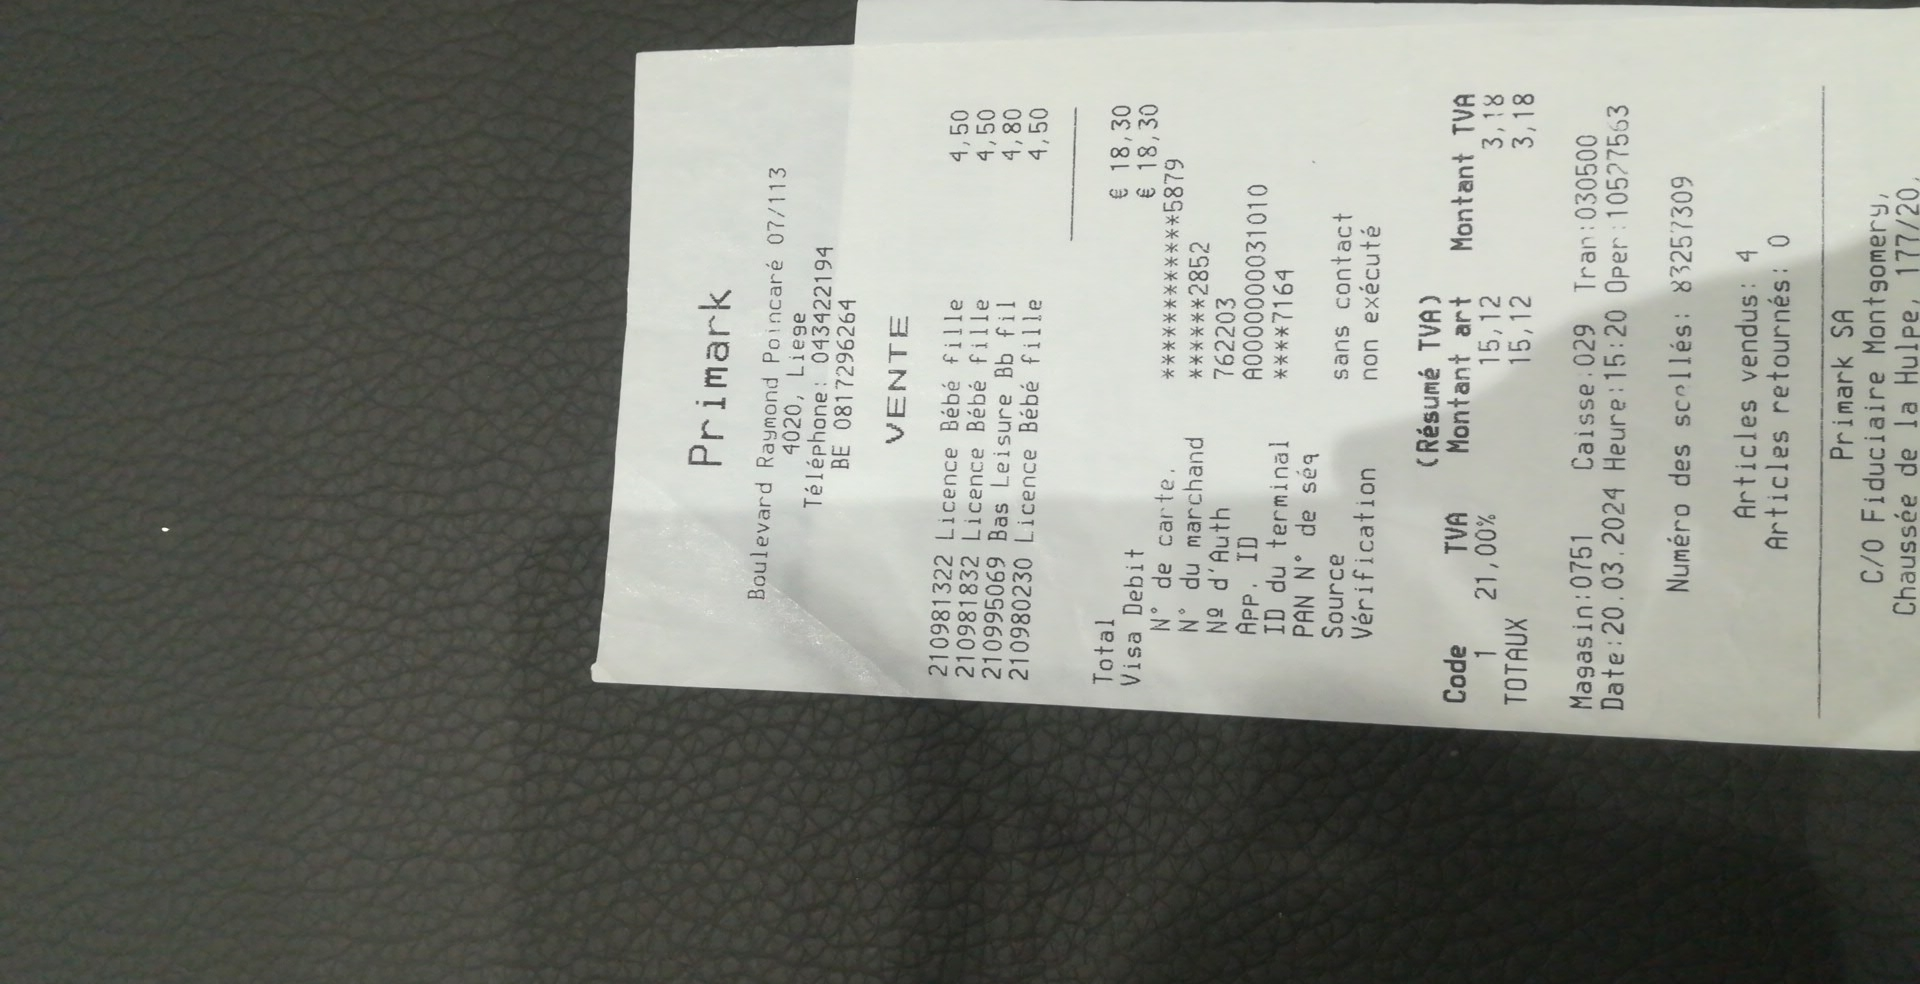 Primark
Boulevard Raymond Poincaré 07/113
4020, Liege
Téléphone: 043422194
BE 0817296264
VENTE
210981322 Licence Bébé fille 4,50
210981832 Licence Bébé fille 4,50
210995069 Bas Leisure Bb fil 4,80
210980230 Licence Bébé fille 4,50
Total € 18,30
Visa Debit € 18,30
N° de carte. ************5879
N° du marchand ******2852
Nº d'Auth 762203
App. ID A0000000031010
ID du terminal ****7164
PAN N° de séq
Source sans contact
Vérification non exécuté
(Résumé TVA)
Code TVA Montant art Montant TVA
1 21,00% 15,12 3,18
TOTAUX 15,12 3,18
Magasin:0751 Caisse:029 Tran:030500
Date:20.03.2024 Heure:15:20 Oper:10527563
Numéro des scellés: 83257309
Articles vendus: 4
Articles retournés: 0
Primark SA
C/O Fiduciaire Montgomery,
Chaussée de la Hulpe, 177/20,